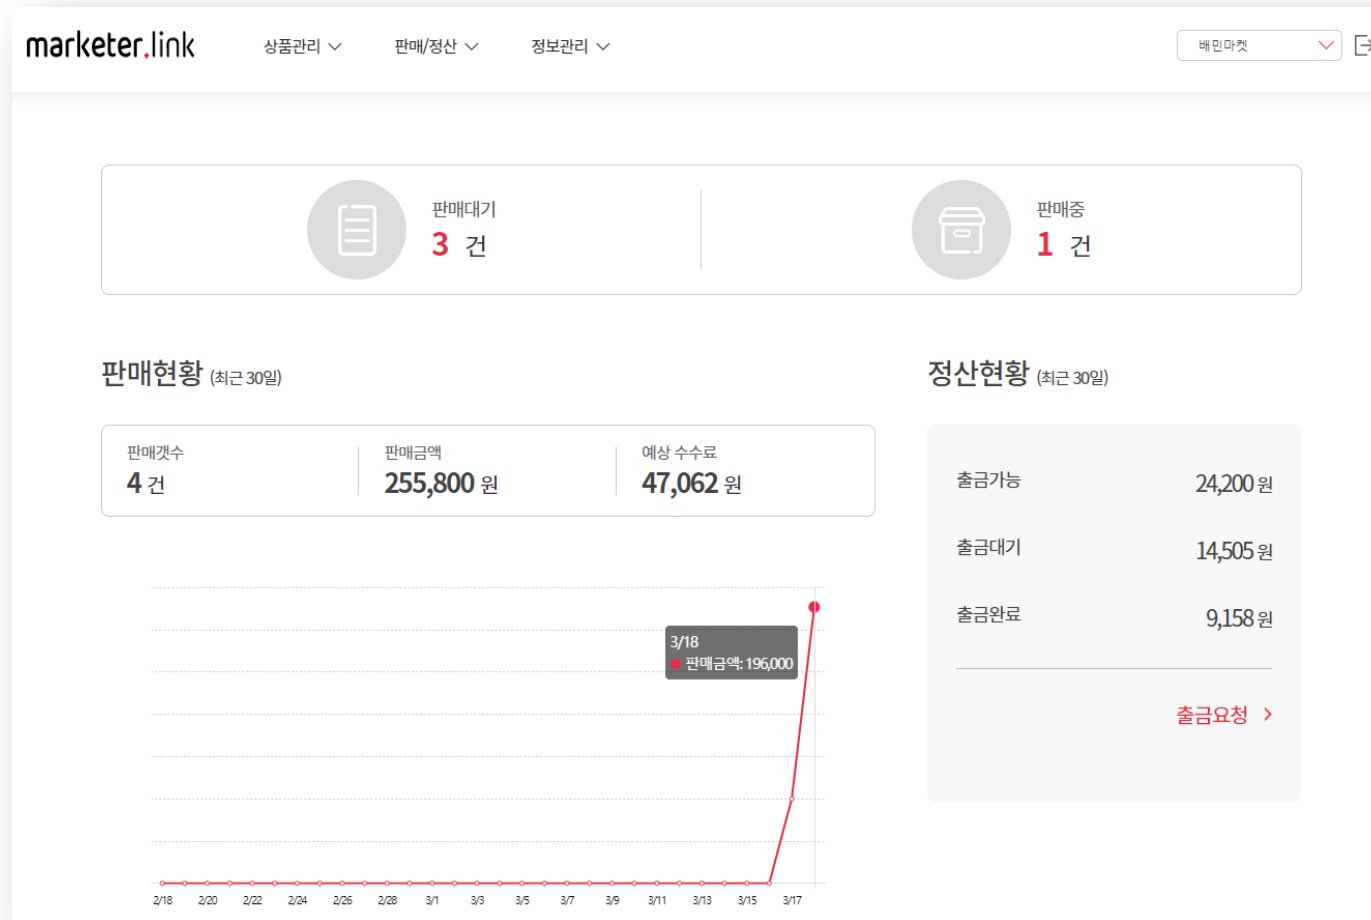 marketer.link 상품관리 판매/정산 정보관리 배민마켓
판매대기
3 건
판매중
1 건
판매현황 (최근 30일)
판매갯수
4 건
판매금액
255,800 원
예상 수수료
47,062 원
3/18
판매금액: 196,000
2/18 2/20 2/22 2/24 2/26 2/28 3/1 3/3 3/5 3/7 3/9 3/11 3/13 3/15 3/17
정산현황 (최근 30일)
출금가능 24,200 원
출금대기 14,505 원
출금완료 9,158 원
출금요청